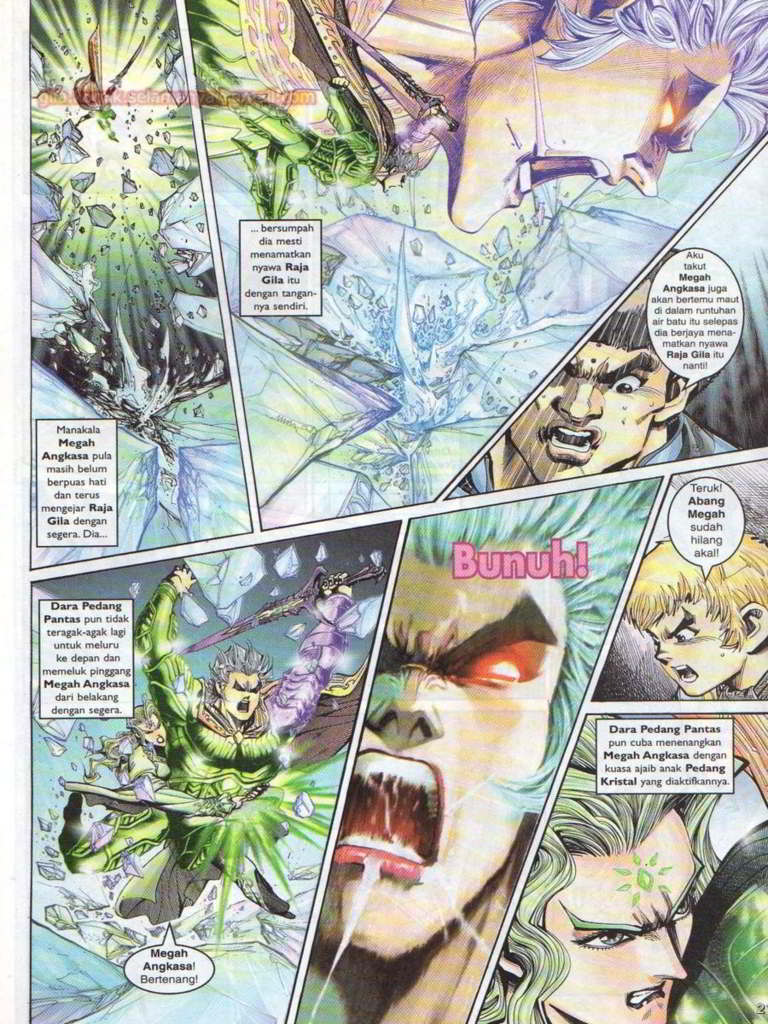 Manakala
Megah
Angkasa pula
masih belum
berpuas hati
dan terus
mengejar Raja
Gila dengan
segera. Dia...
... bersumpah
dia mesti
menamatkan
nyawa Raja
Gila itu
dengan tangan-
nya sendiri.
Aku
takut
Megah
Angkasa juga
akan bertemu maut
di dalam runtuhan
air batu itu selepas
dia berjaya mena-
matkan nyawa
Raja Gila itu
nanti!
Dara Pedang
Pantas pun tidak
teragak-agak lagi
untuk meluru
ke depan dan
memeluk pinggang
Megah Angkasa
dari belakang
dengan segera.
Megah
Angkasa!
Bertenang!
Bunuh!
Teruk!
Abang
Megah
sudah
hilang
akal!
Dara Pedang Pantas
pun cuba menenangkan
Megah Angkasa dengan
kuasa ajaib anak Pedang
Kristal yang diaktifkannya.